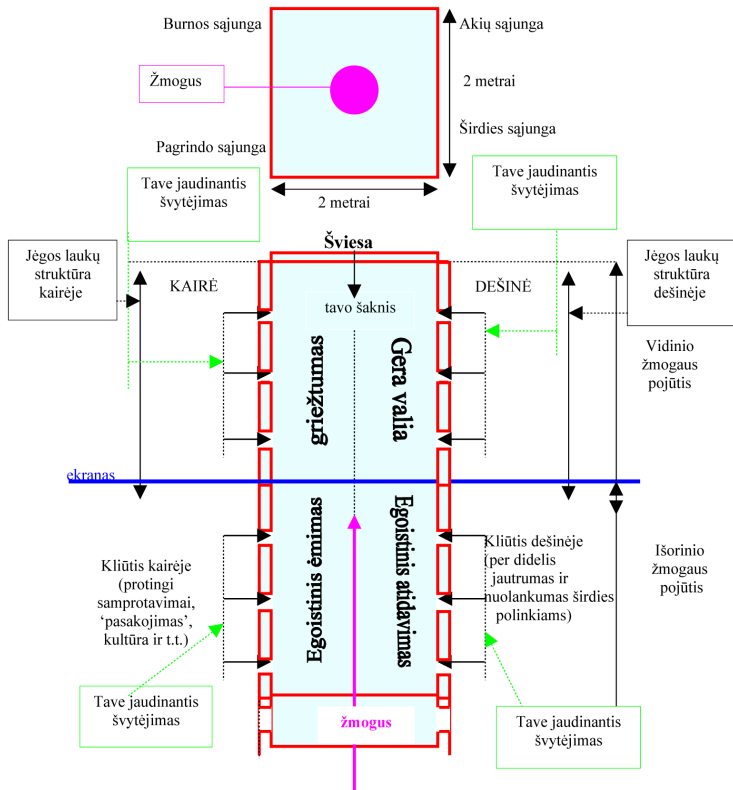 Burnos sąjunga
Akių sąjunga
Žmogus
2 metrai
Širdies sąjunga
Pagrindo sąjunga
Tave jaudinantis
švytėjimas
Tave jaudinantis
švytėjimas
2 metrai
Šviesa
Jėgos laukų
struktūra
kairėje
Jėgos laukų
struktūra
dešinėje
KAIRĖ
DEŠINĖ
tavo šaknis
griežtumas
Gera valia
Vidinio
žmogaus
pojūtis
ekranas
Egoistinis ėmimas
Egoistinis atidavimas
Kliūtis kairėje
(protingi
samprotavimai,
‘pasakojimas’,
kultūra ir t.t.)
Kliūtis dešinėje
(per didelis
jautrumas ir
nuolankumas širdies
polinkiams)
Išorinio
žmogaus
pojūtis
Tave jaudinantis
švytėjimas
žmogus
Tave jaudinantis
švytėjimas